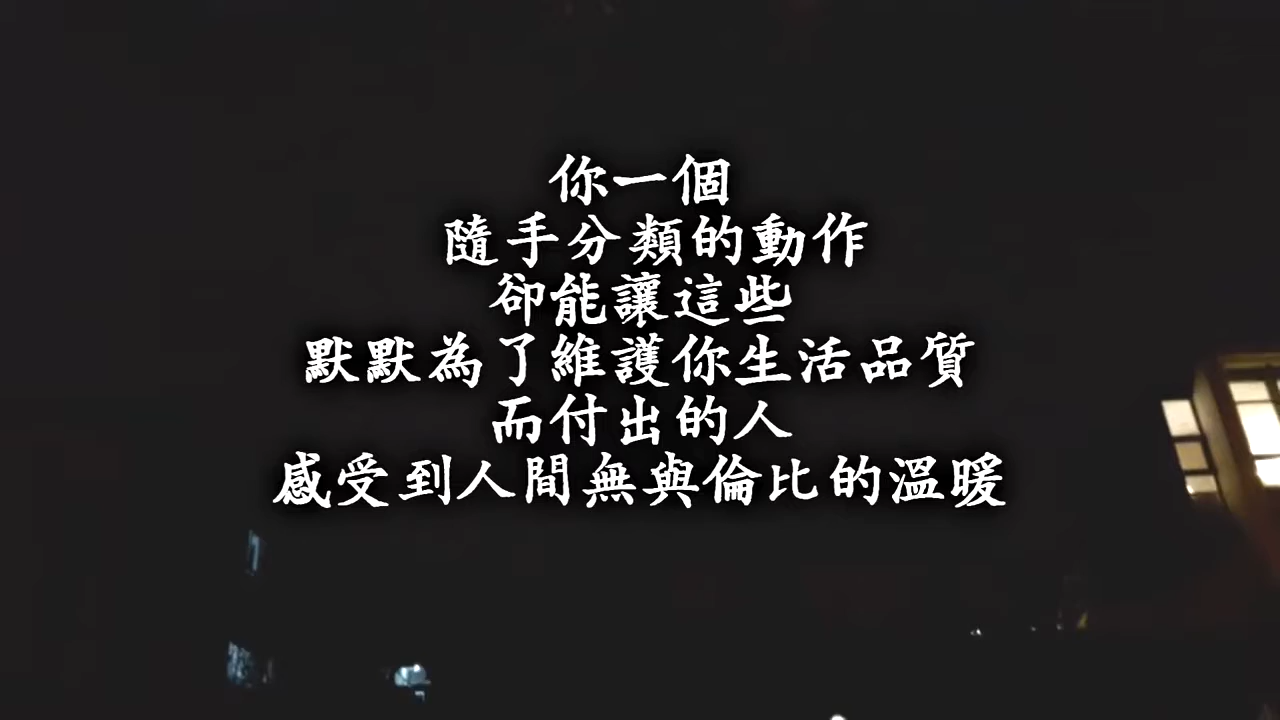 你一個
隨手分類的動作
卻能讓這些
默默為了維護你生活品質
而付出的人
感受到人間無與倫比的溫暖